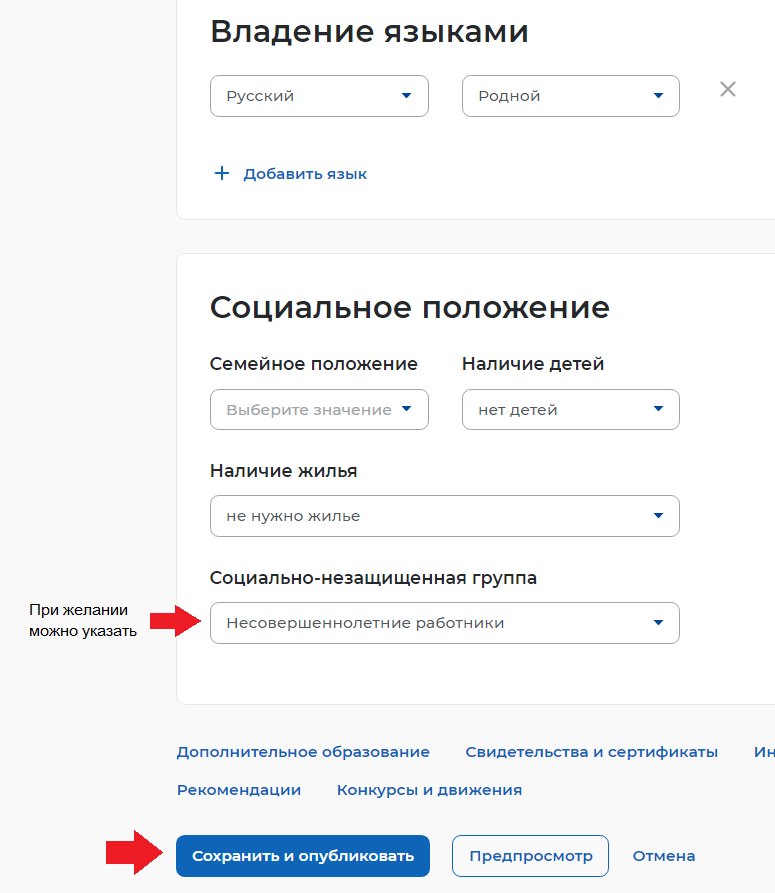 Владение языками
Русский
Родной
Добавить язык
Социальное положение
Семейное положение
Наличие детей
Выберите значение
нет детей
Наличие жилья
не нужно жилье
Социально-незащищенная группа
При желании
можно указать
Несовершеннолетние работники
Дополнительное образование
Свидетельства и сертификаты
Ин
Рекомендации
Конкурсы и движения
Сохранить и опубликовать
Предпросмотр
Отмена